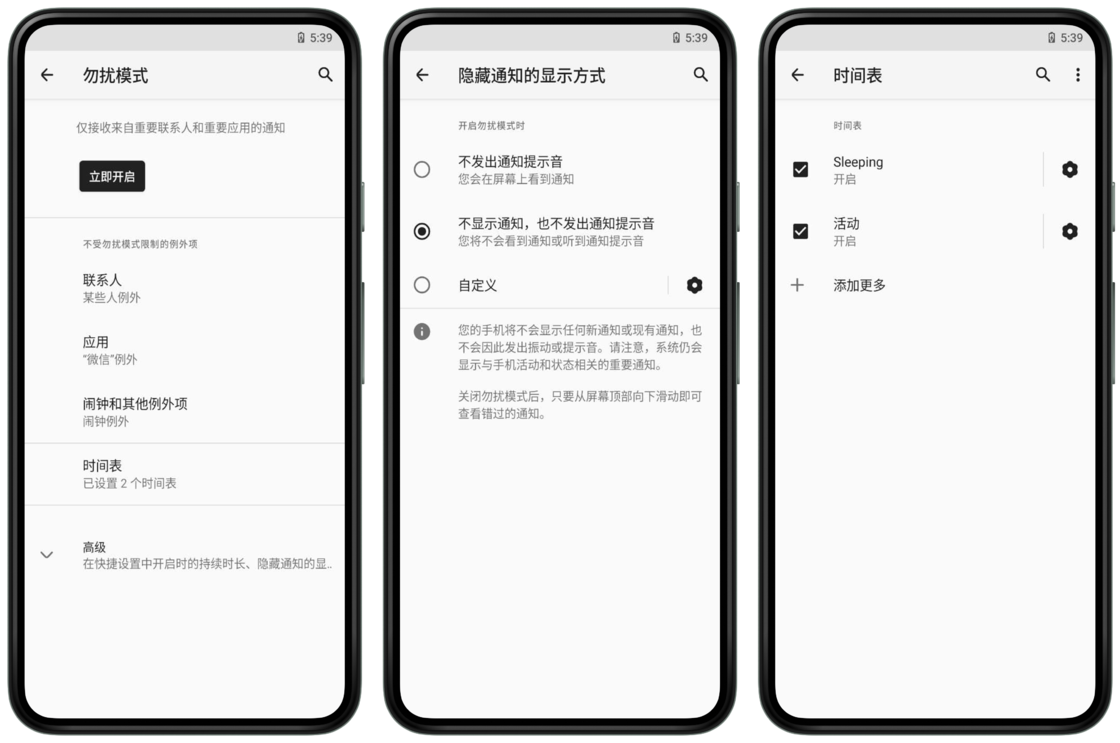 5:39
勿扰模式
仅接收来自重要联系人和重要应用的通知
立即开启
不受勿扰模式限制的例外项
联系人
某些人例外
应用
“微信”例外
闹钟和其他例外项
闹钟例外
时间表
已设置 2 个时间表
高级
在快捷设置中开启时的持续时长、隐藏通知的显..
5:39
隐藏通知的显示方式
开启勿扰模式时
不发出通知提示音
您会在屏幕上看到通知
不显示通知，也不发出通知提示音
您将不会看到通知或听到通知提示音
自定义
您的手机将不会显示任何新通知或现有通知，也
不会因此发出振动或提示音。请注意，系统仍会
显示与手机活动和状态相关的重要通知。
关闭勿扰模式后，只要从屏幕顶部向下滑动即可
查看错过的通知。
5:39
时间表
时间表
Sleeping
开启
活动
开启
添加更多